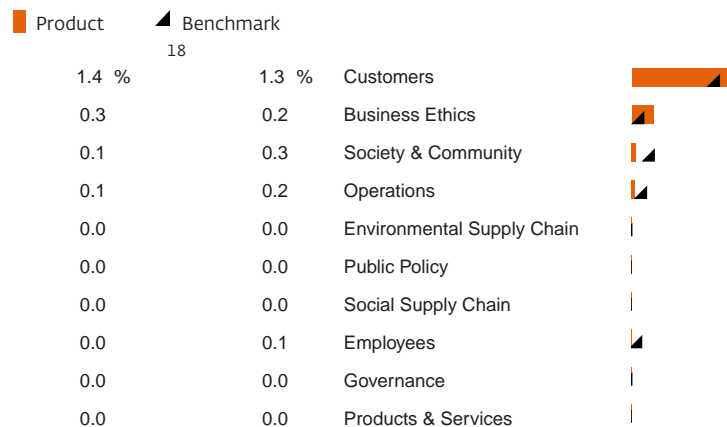 Product Benchmark
18
1.4 % 1.3 % Customers
0.3 0.2 Business Ethics
0.1 0.3 Society & Community
0.1 0.2 Operations
0.0 0.0 Environmental Supply Chain
0.0 0.0 Public Policy
0.0 0.0 Social Supply Chain
0.0 0.1 Employees
0.0 0.0 Governance
0.0 0.0 Products & Services